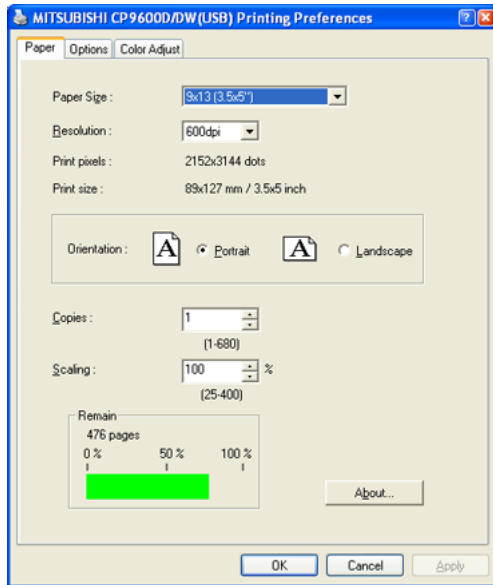 MITSUBISHI CP9600D/DW(USB) Printing Preferences
Paper Options Color Adjust
Paper Size : 9x13 (3.5x5")
Resolution : 600dpi
Print pixels : 2152x3144 dots
Print size : 89x127 mm / 3.5x5 inch
Orientation : A Portrait A Landscape
Copies : 1
(1-680)
Scaling : 100 %
(25-400)
Remain
476 pages
0 % 50 % 100 %
About...
OK Cancel Apply